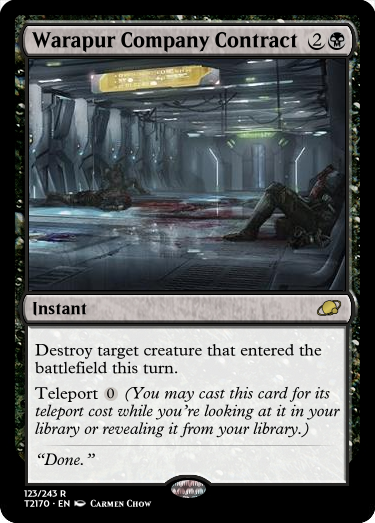 Warapur Company Contract 2
Instant
Destroy target creature that entered the
battlefield this turn.
Teleport 0 (You may cast this card for its
teleport cost while you're looking at it in your
library or revealing it from your library.)
"Done."
123/243 R
T2170 · EN Carmen Chow